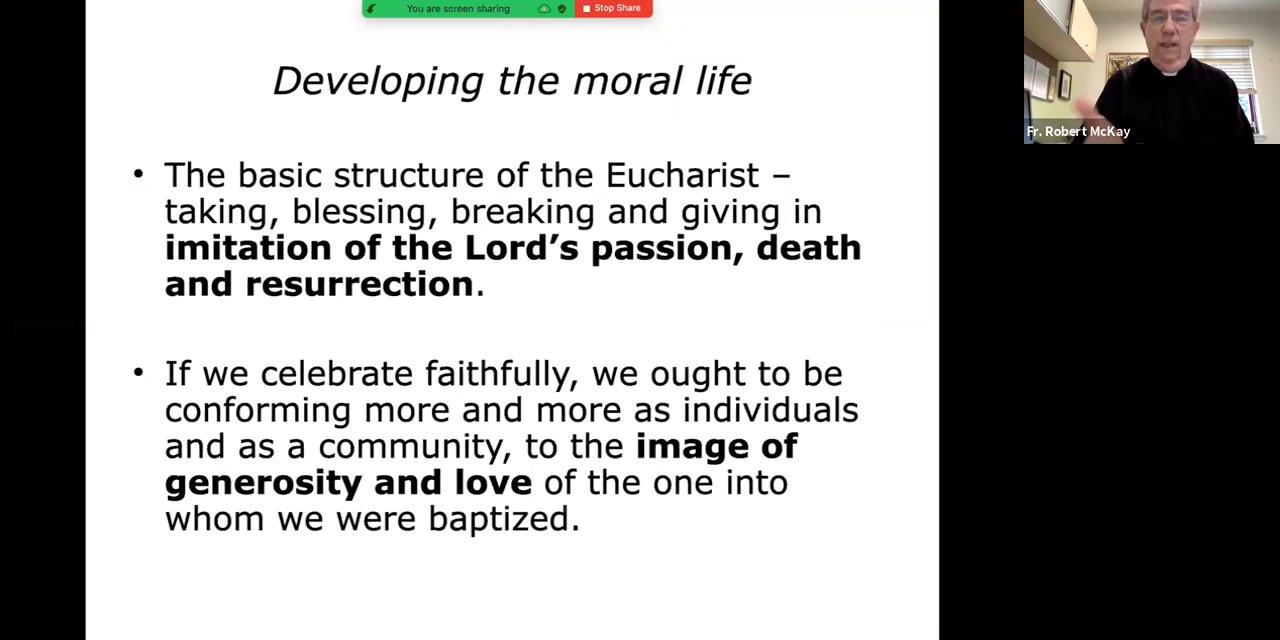 You are screen sharing
Stop Share
Fr. Robert McKay
Developing the moral life
• The basic structure of the Eucharist –
taking, blessing, breaking and giving in
imitation of the Lord’s passion, death
and resurrection.
• If we celebrate faithfully, we ought to be
conforming more and more as individuals
and as a community, to the image of
generosity and love of the one into
whom we were baptized.